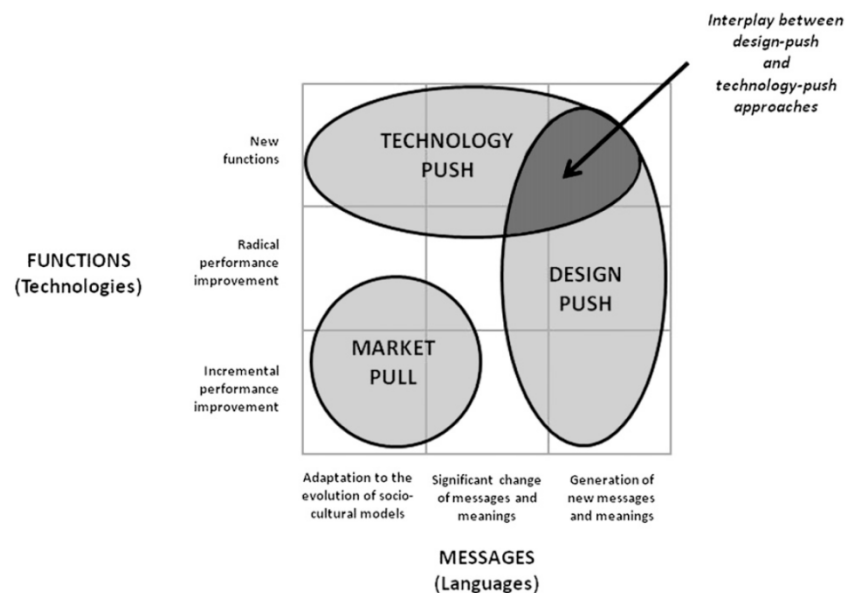 Interplay between
design-push
and
technology-push
approaches
New
functions
TECHNOLOGY
PUSH
FUNCTIONS
(Technologies)
Radical
performance
improvement
DESIGN
PUSH
MARKET
PULL
Incremental
performance
improvement
Adaptation to the
evolution of socio-
cultural models
Significant change
of messages and
meanings
Generation of
new messages
and meanings
MESSAGES
(Languages)